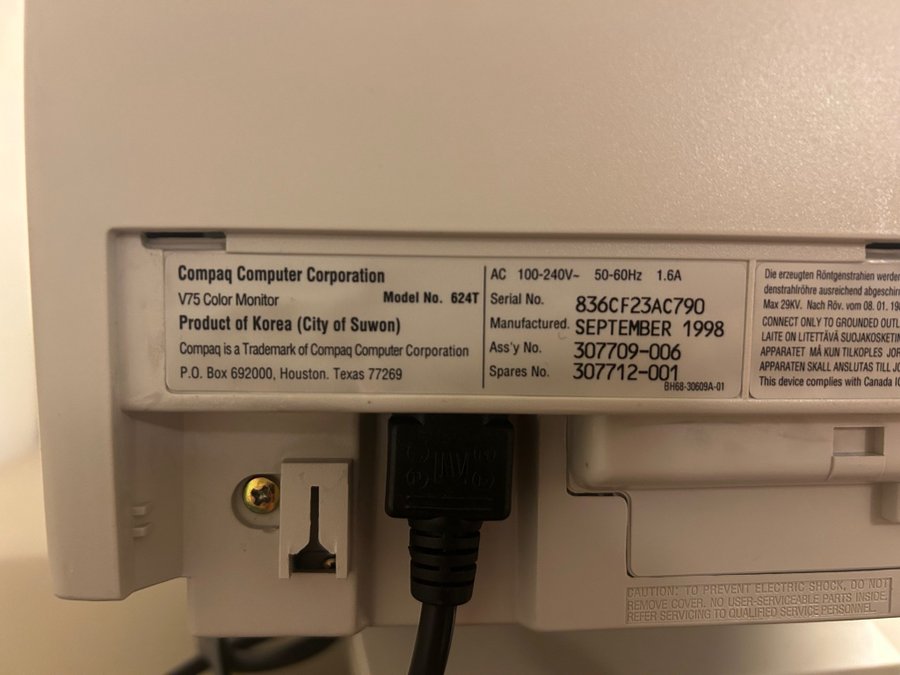 Compaq Computer Corporation
V75 Color Monitor Model No. 624T
Product of Korea (City of Suwon)
Compaq is a Trademark of Compaq Computer Corporation
P.O. Box 692000, Houston. Texas 77269
AC 100-240V~ 50-60Hz 1.6A
Serial No. 836CF23AC790
Manufactured. SEPTEMBER 1998
Ass'y No. 307709-006
Spares No. 307712-001
BH68-30609A-01
Die erzeugten Röntgenstrahlen werden
denstrahlröhre ausreichend abgeschir
Max 29KV. Nach Röv. vom 08. 01. 19
CONNECT ONLY TO GROUNDED OUTL
LAITE ON LITETTÄVÄ SUOJAKOSKETIN
APPARATET MÅ KUN TILKOPLES JOR
APPARATEN SKALL ANSLUTAS TILL JO
This device complies with Canada IC
CAUTION: TO PREVENT ELECTRIC SHOCK, DO NOT
REMOVE COVER. NO USER-SERVICEABLE PARTS INSIDE.
REFER SERVICING TO QUALIFIED SERVICE PERSONNEL.